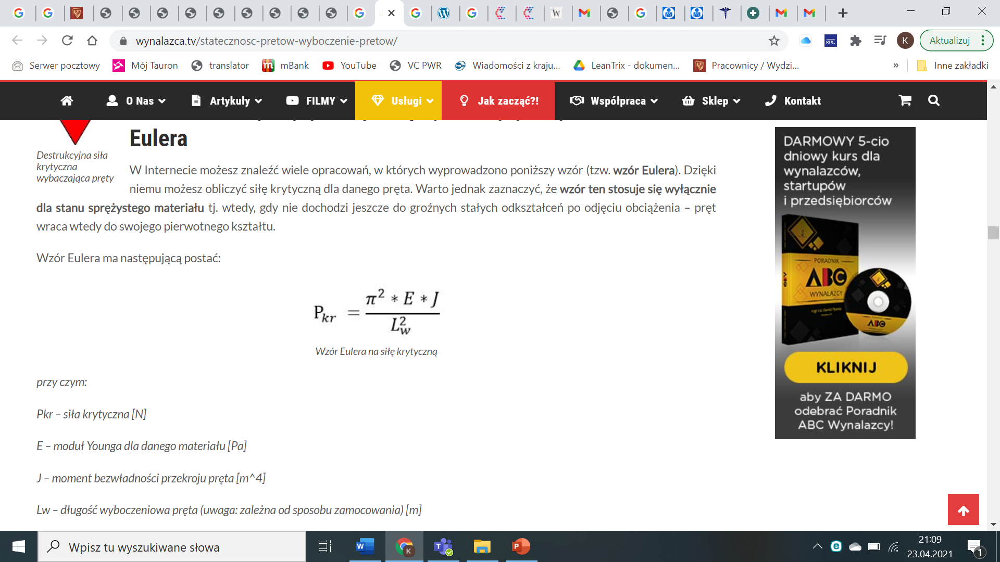 wynalazca.tv/statecznosc-pretow-wyboczenie-pretow/
K
Aktualizuj
Serwer pocztowy
Mój Tauron
translator
mBank
YouTube
VC PWR
Wiadomości z kraju...
LeanTrix - dokumen...
Pracownicy / Wydzi...
»
Inne zakładki
O Nas
Artykuły
FILMY
Usługi
Jak zacząć?!
Współpraca
Sklep
Kontakt
Eulera
Destrukcyjna siła
krytyczna
wybaczająca pręty
W Internecie możesz znaleźć wiele opracowań, w których wyprowadzono poniższy wzór (tzw. wzór Eulera). Dzięki
niemu możesz obliczyć siłę krytyczną dla danego pręta. Warto jednak zaznaczyć, że wzór ten stosuje się wyłącznie
dla stanu sprężystego materiału tj. wtedy, gdy nie dochodzi jeszcze do groźnych stałych odkształceń po odjęciu obciążenia – pręt
wraca wtedy do swojego pierwotnego kształtu.
Wzór Eulera ma następującą postać:
P_kr = π² * E * J / L_w²
Wzór Eulera na siłę krytyczną
przy czym:
Pkr – siła krytyczna [N]
E – moduł Younga dla danego materiału [Pa]
J – moment bezwładności przekroju pręta [m^4]
Lw – długość wyboczeniowa pręta (uwaga: zależna od sposobu zamocowania) [m]
DARMOWY 5-cio
dniowy kurs dla
wynalazców,
startupów
i przedsiębiorców
PORADNIK
ABC
WYNALAZCY
ABC
KLIKNIJ
aby ZA DARMO
odebrać Poradnik
ABC Wynalazcy!
Wpisz tu wyszukiwane słowa
21:09
23.04.2021
1